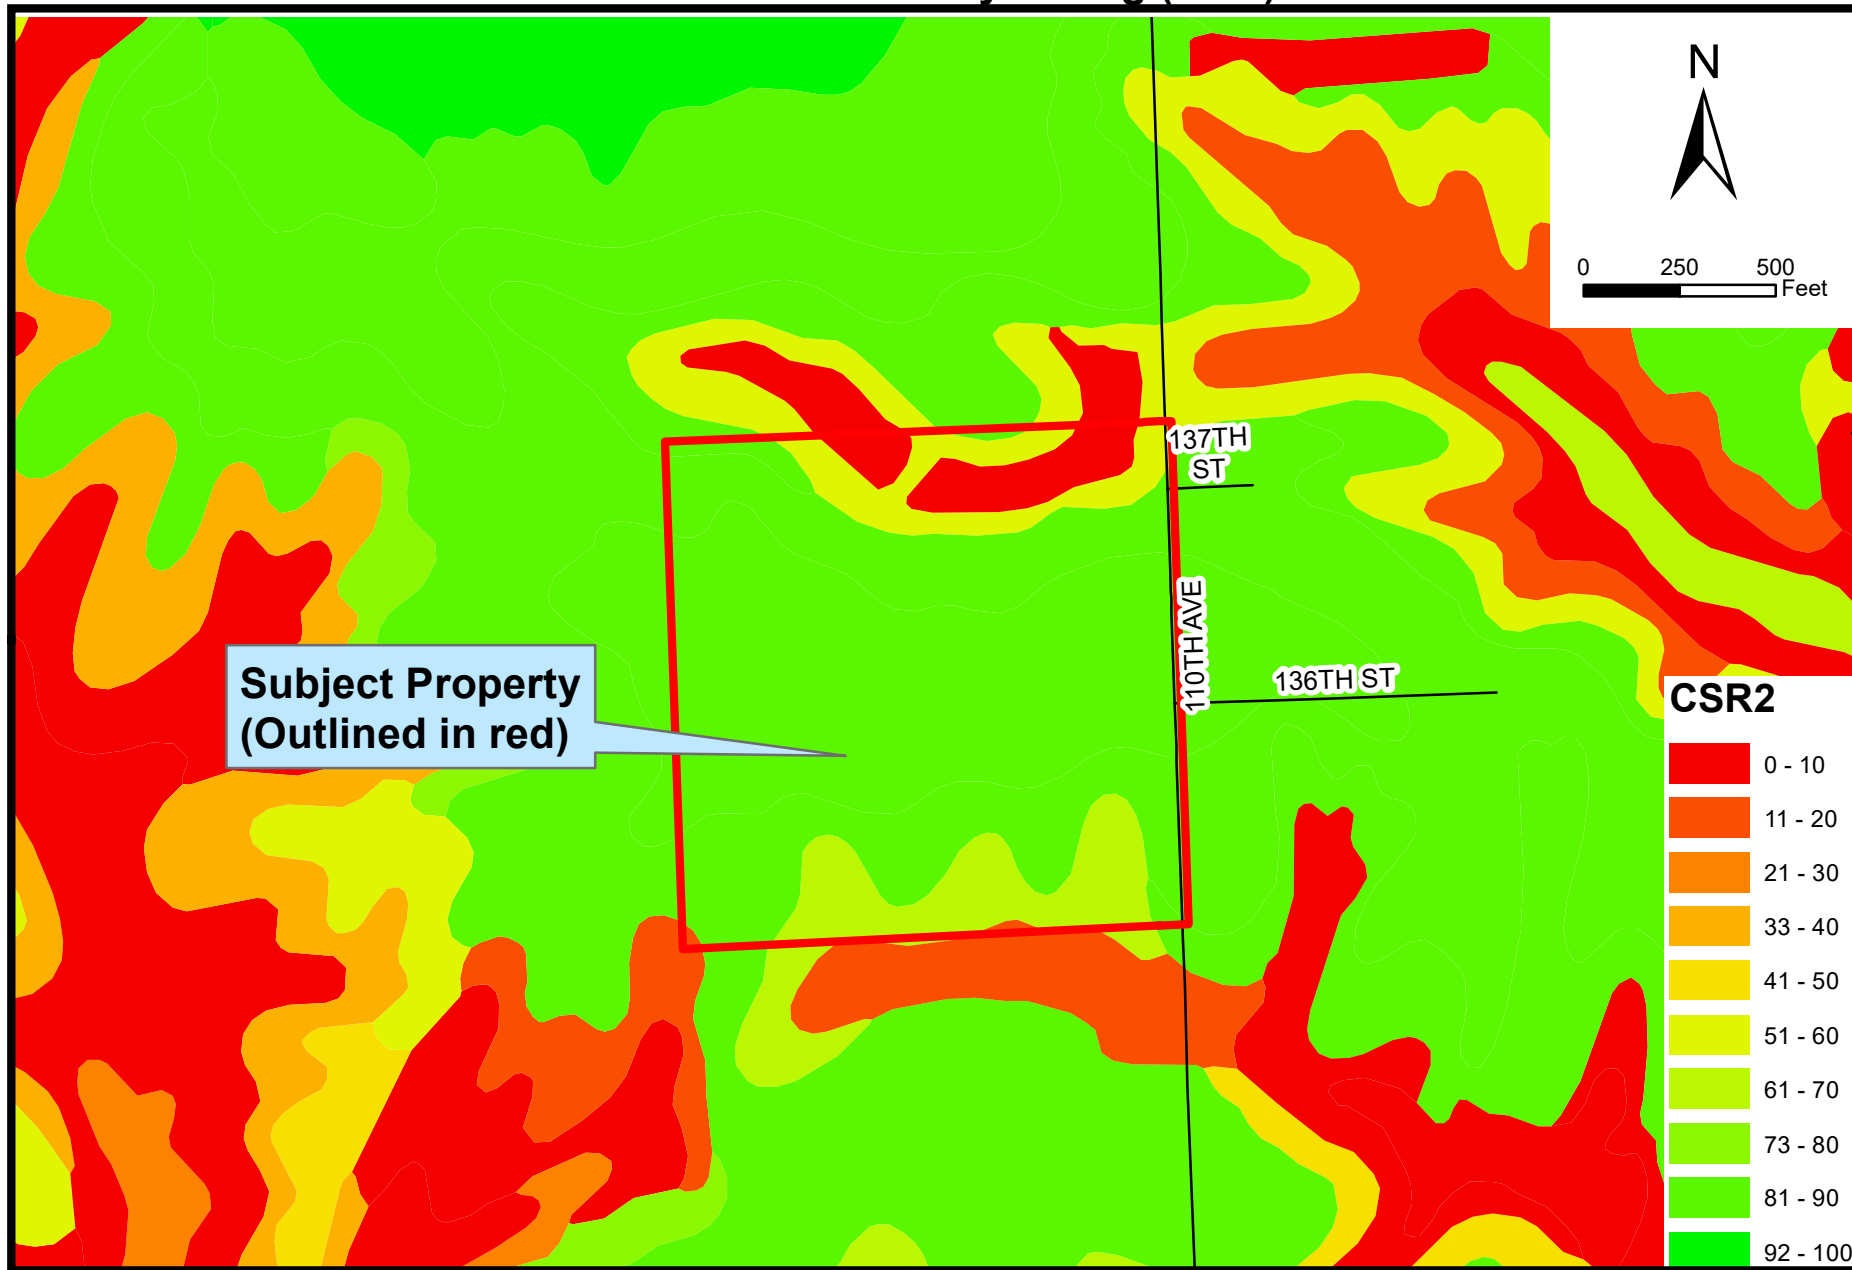 N
0 250 500
Feet
137TH
ST
110TH AVE
136TH ST
Subject Property
(Outlined in red)
CSR2
0 - 10
11 - 20
21 - 30
33 - 40
41 - 50
51 - 60
61 - 70
73 - 80
81 - 90
92 - 100